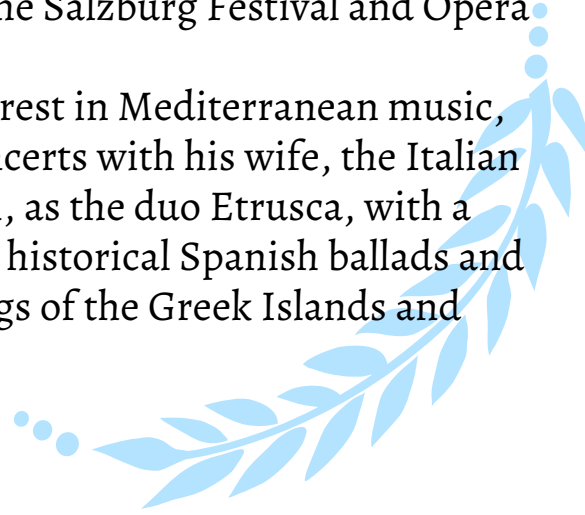 he Salzburg Festival and Opera
rest in Mediterranean music,
certs with his wife, the Italian
, as the duo Etrusca, with a
historical Spanish ballads and
gs of the Greek Islands and